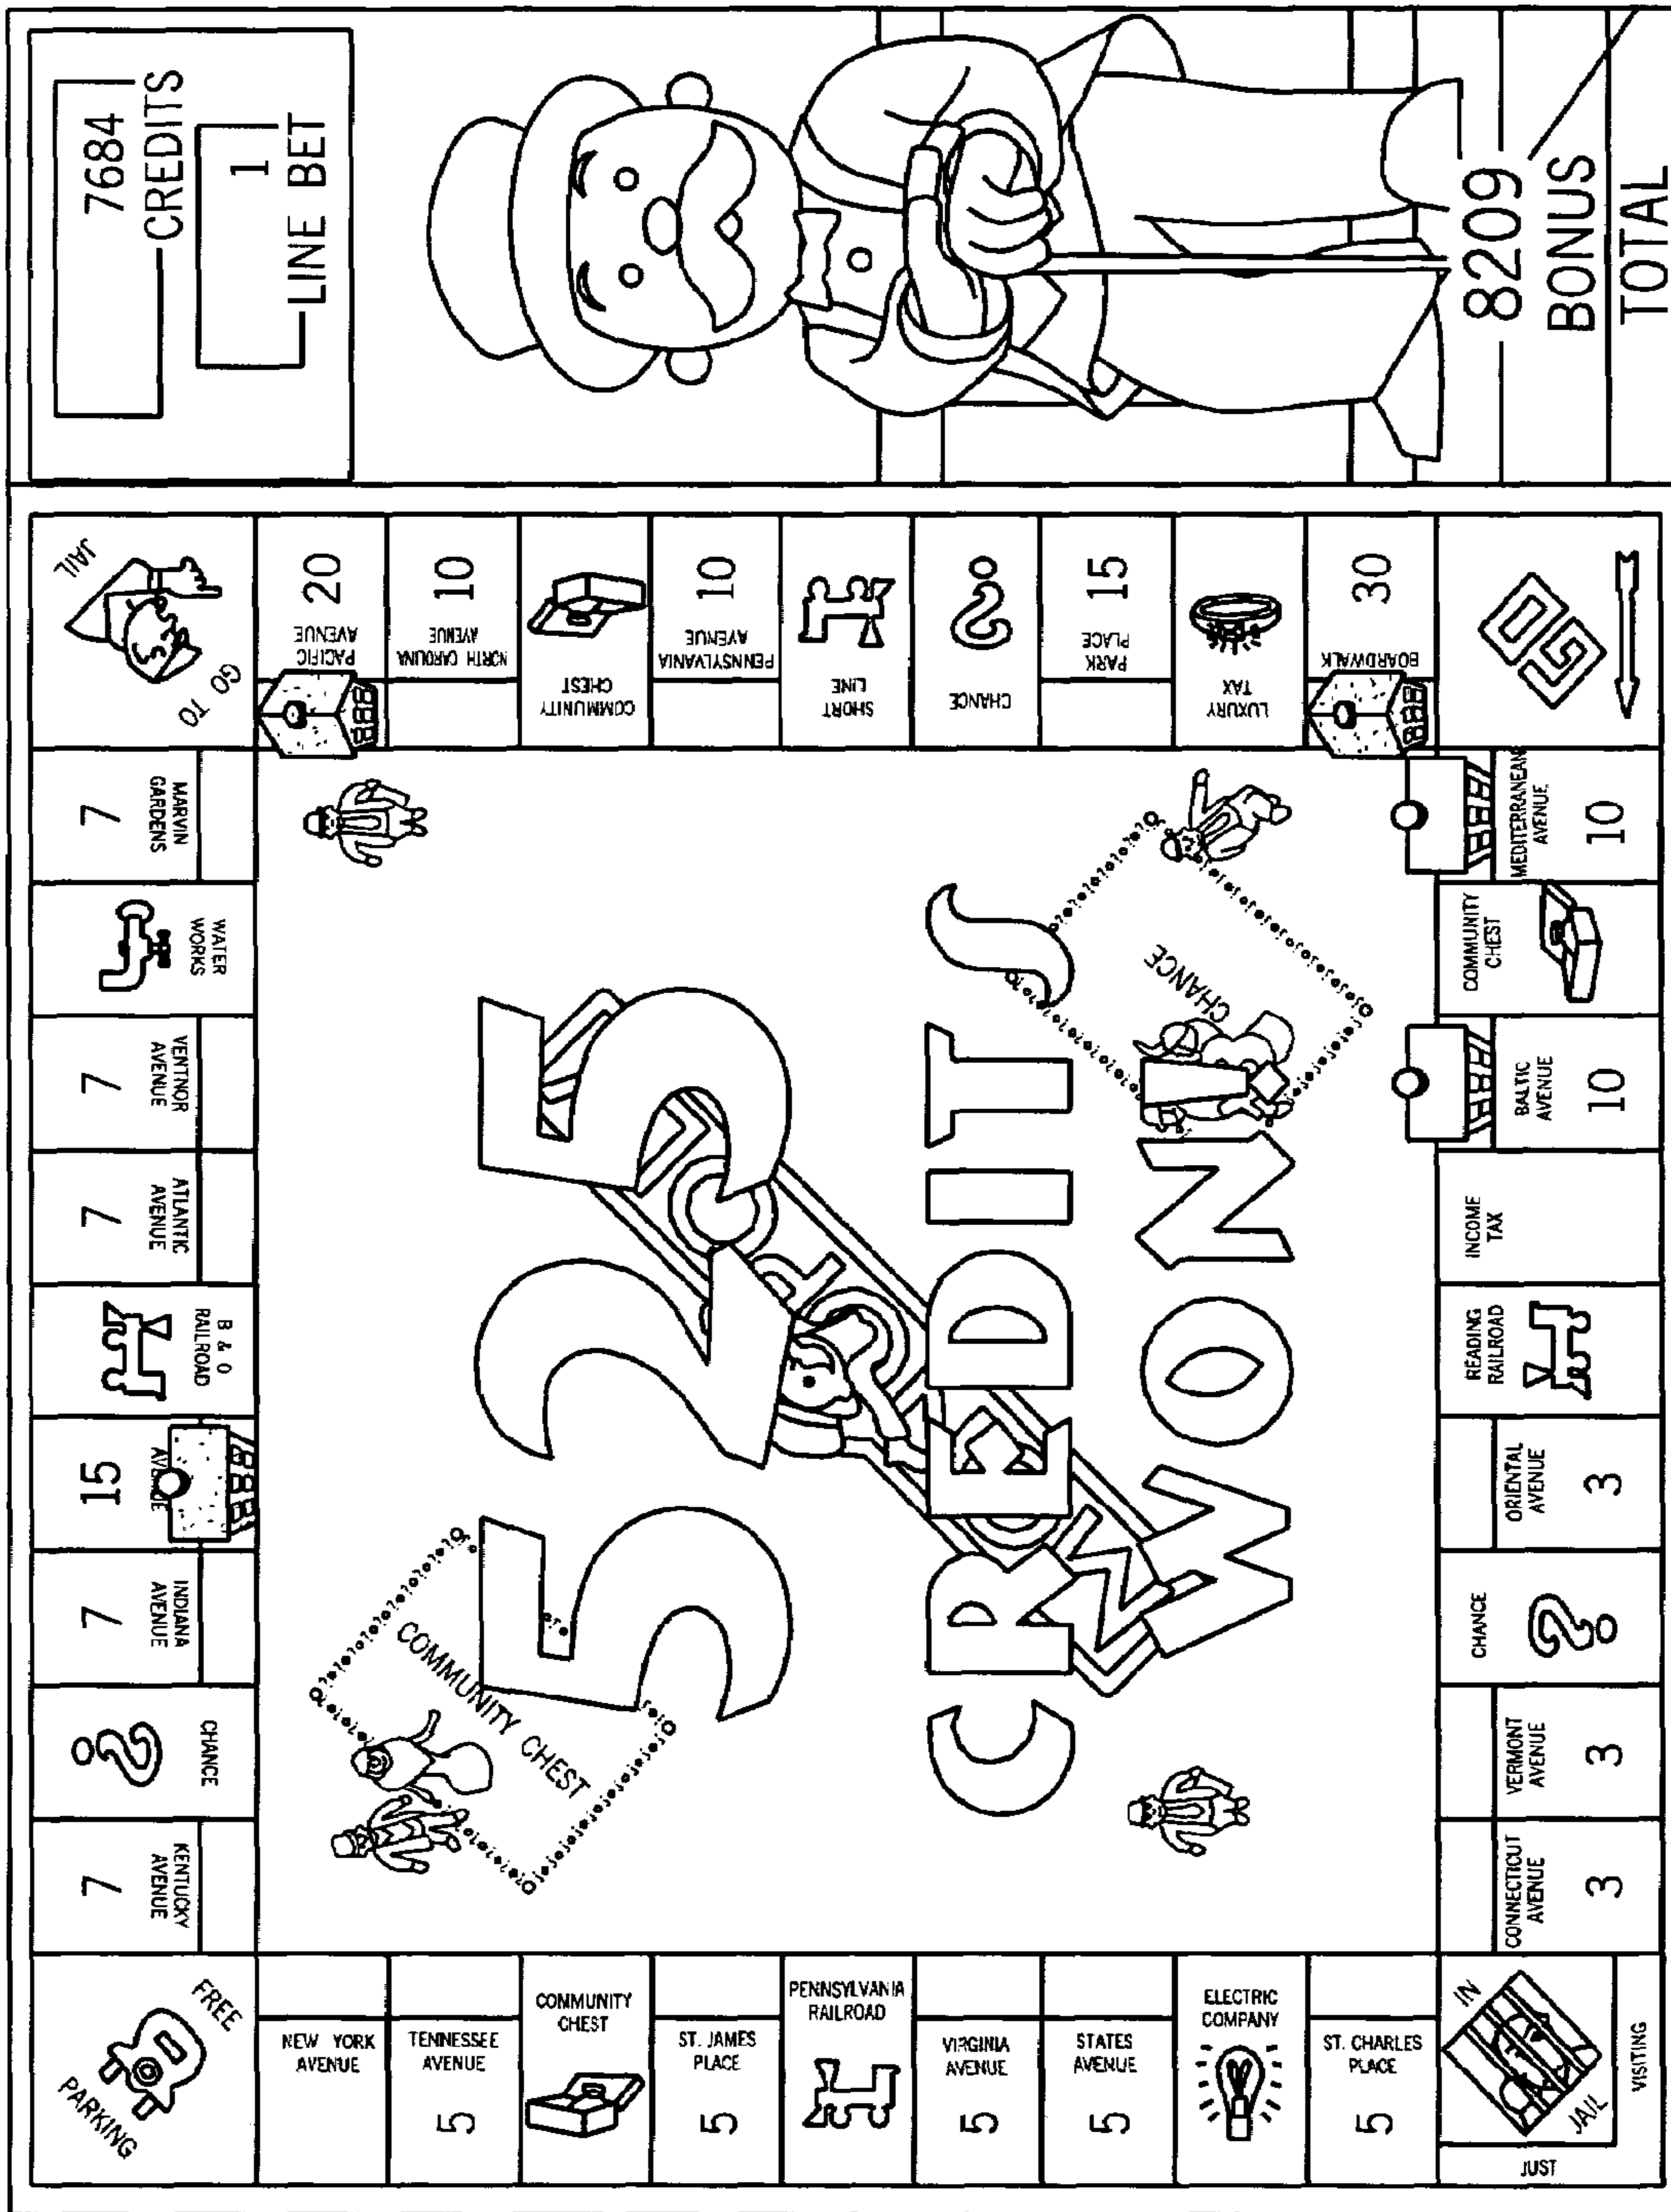 7684
CREDITS
1
LINE BET
8209
BONUS
TOTAL
FREE
PARKING
7
KENTUCKY
AVENUE
CHANCE
7
INDIANA
AVENUE
15
AVENUE
B & O
RAILROAD
7
ATLANTIC
AVENUE
7
VENTNOR
AVENUE
WATER
WORKS
7
MARVIN
GARDENS
GO TO
JAIL
20
PACIFIC
AVENUE
10
NORTH CAROLINA
AVENUE
COMMUNITY
CHEST
10
PENNSYLVANIA
AVENUE
SHORT
LINE
CHANCE
15
PARK
PLACE
LUXURY
TAX
30
BOARDWALK
GO
MEDITERRANEAN
AVENUE
10
COMMUNITY
CHEST
BALTIC
AVENUE
10
INCOME
TAX
READING
RAILROAD
ORIENTAL
AVENUE
3
CHANCE
VERMONT
AVENUE
3
CONNECTICUT
AVENUE
3
IN
JAIL
JUST
VISITING
ST. CHARLES
PLACE
5
ELECTRIC
COMPANY
STATES
AVENUE
5
VIRGINIA
AVENUE
5
PENNSYLVANIA
RAILROAD
ST. JAMES
PLACE
5
COMMUNITY
CHEST
TENNESSEE
AVENUE
5
NEW YORK
AVENUE
COMMUNITY CHEST
525
CREDITS
WON
CHANCE